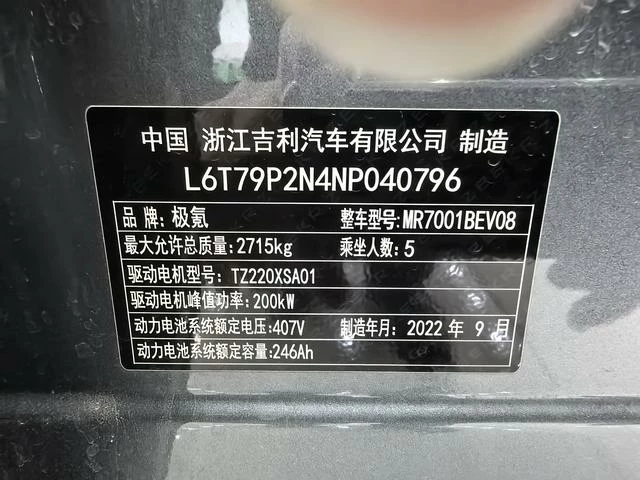 中国 浙江吉利汽车有限公司 制造
L6T79P2N4NP040796
品 牌:极氪 整车型号:MR7001BEV08
最大允许总质量:2715kg 乘坐人数:5
驱动电机型号:TZ220XSA01
驱动电机峰值功率:200kW
动力电池系统额定电压:407V 制造年月:2022 年 9 月
动力电池系统额定容量:246Ah